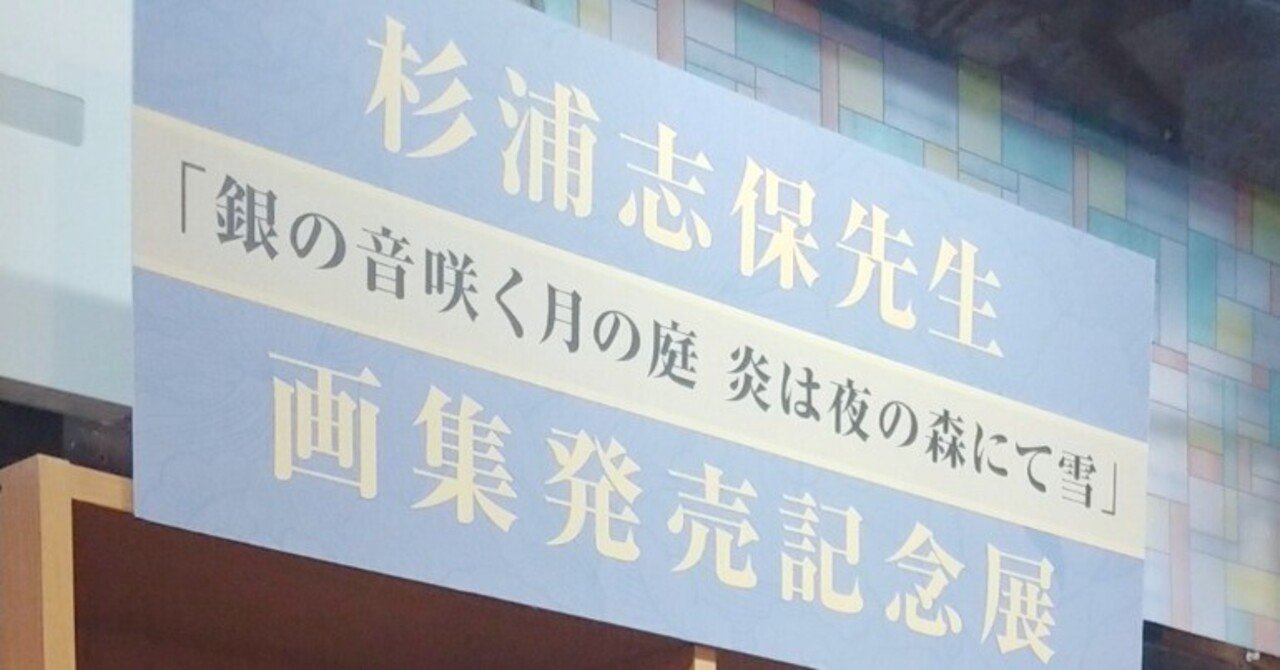 杉浦志保先生
「銀の音咲く月の庭 炎は夜の森にて雪」
画集発売記念展